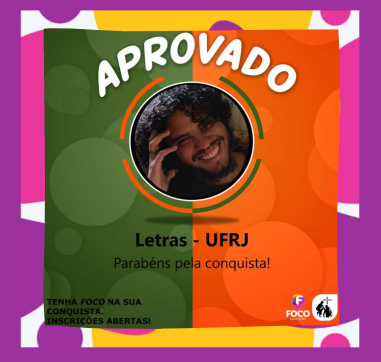 APROVADO
Letras - UFRJ
Parabéns pela conquista!
TENHA FOCO NA SUA
CONQUISTA.
INSCRIÇÕES ABERTAS!
FOCO